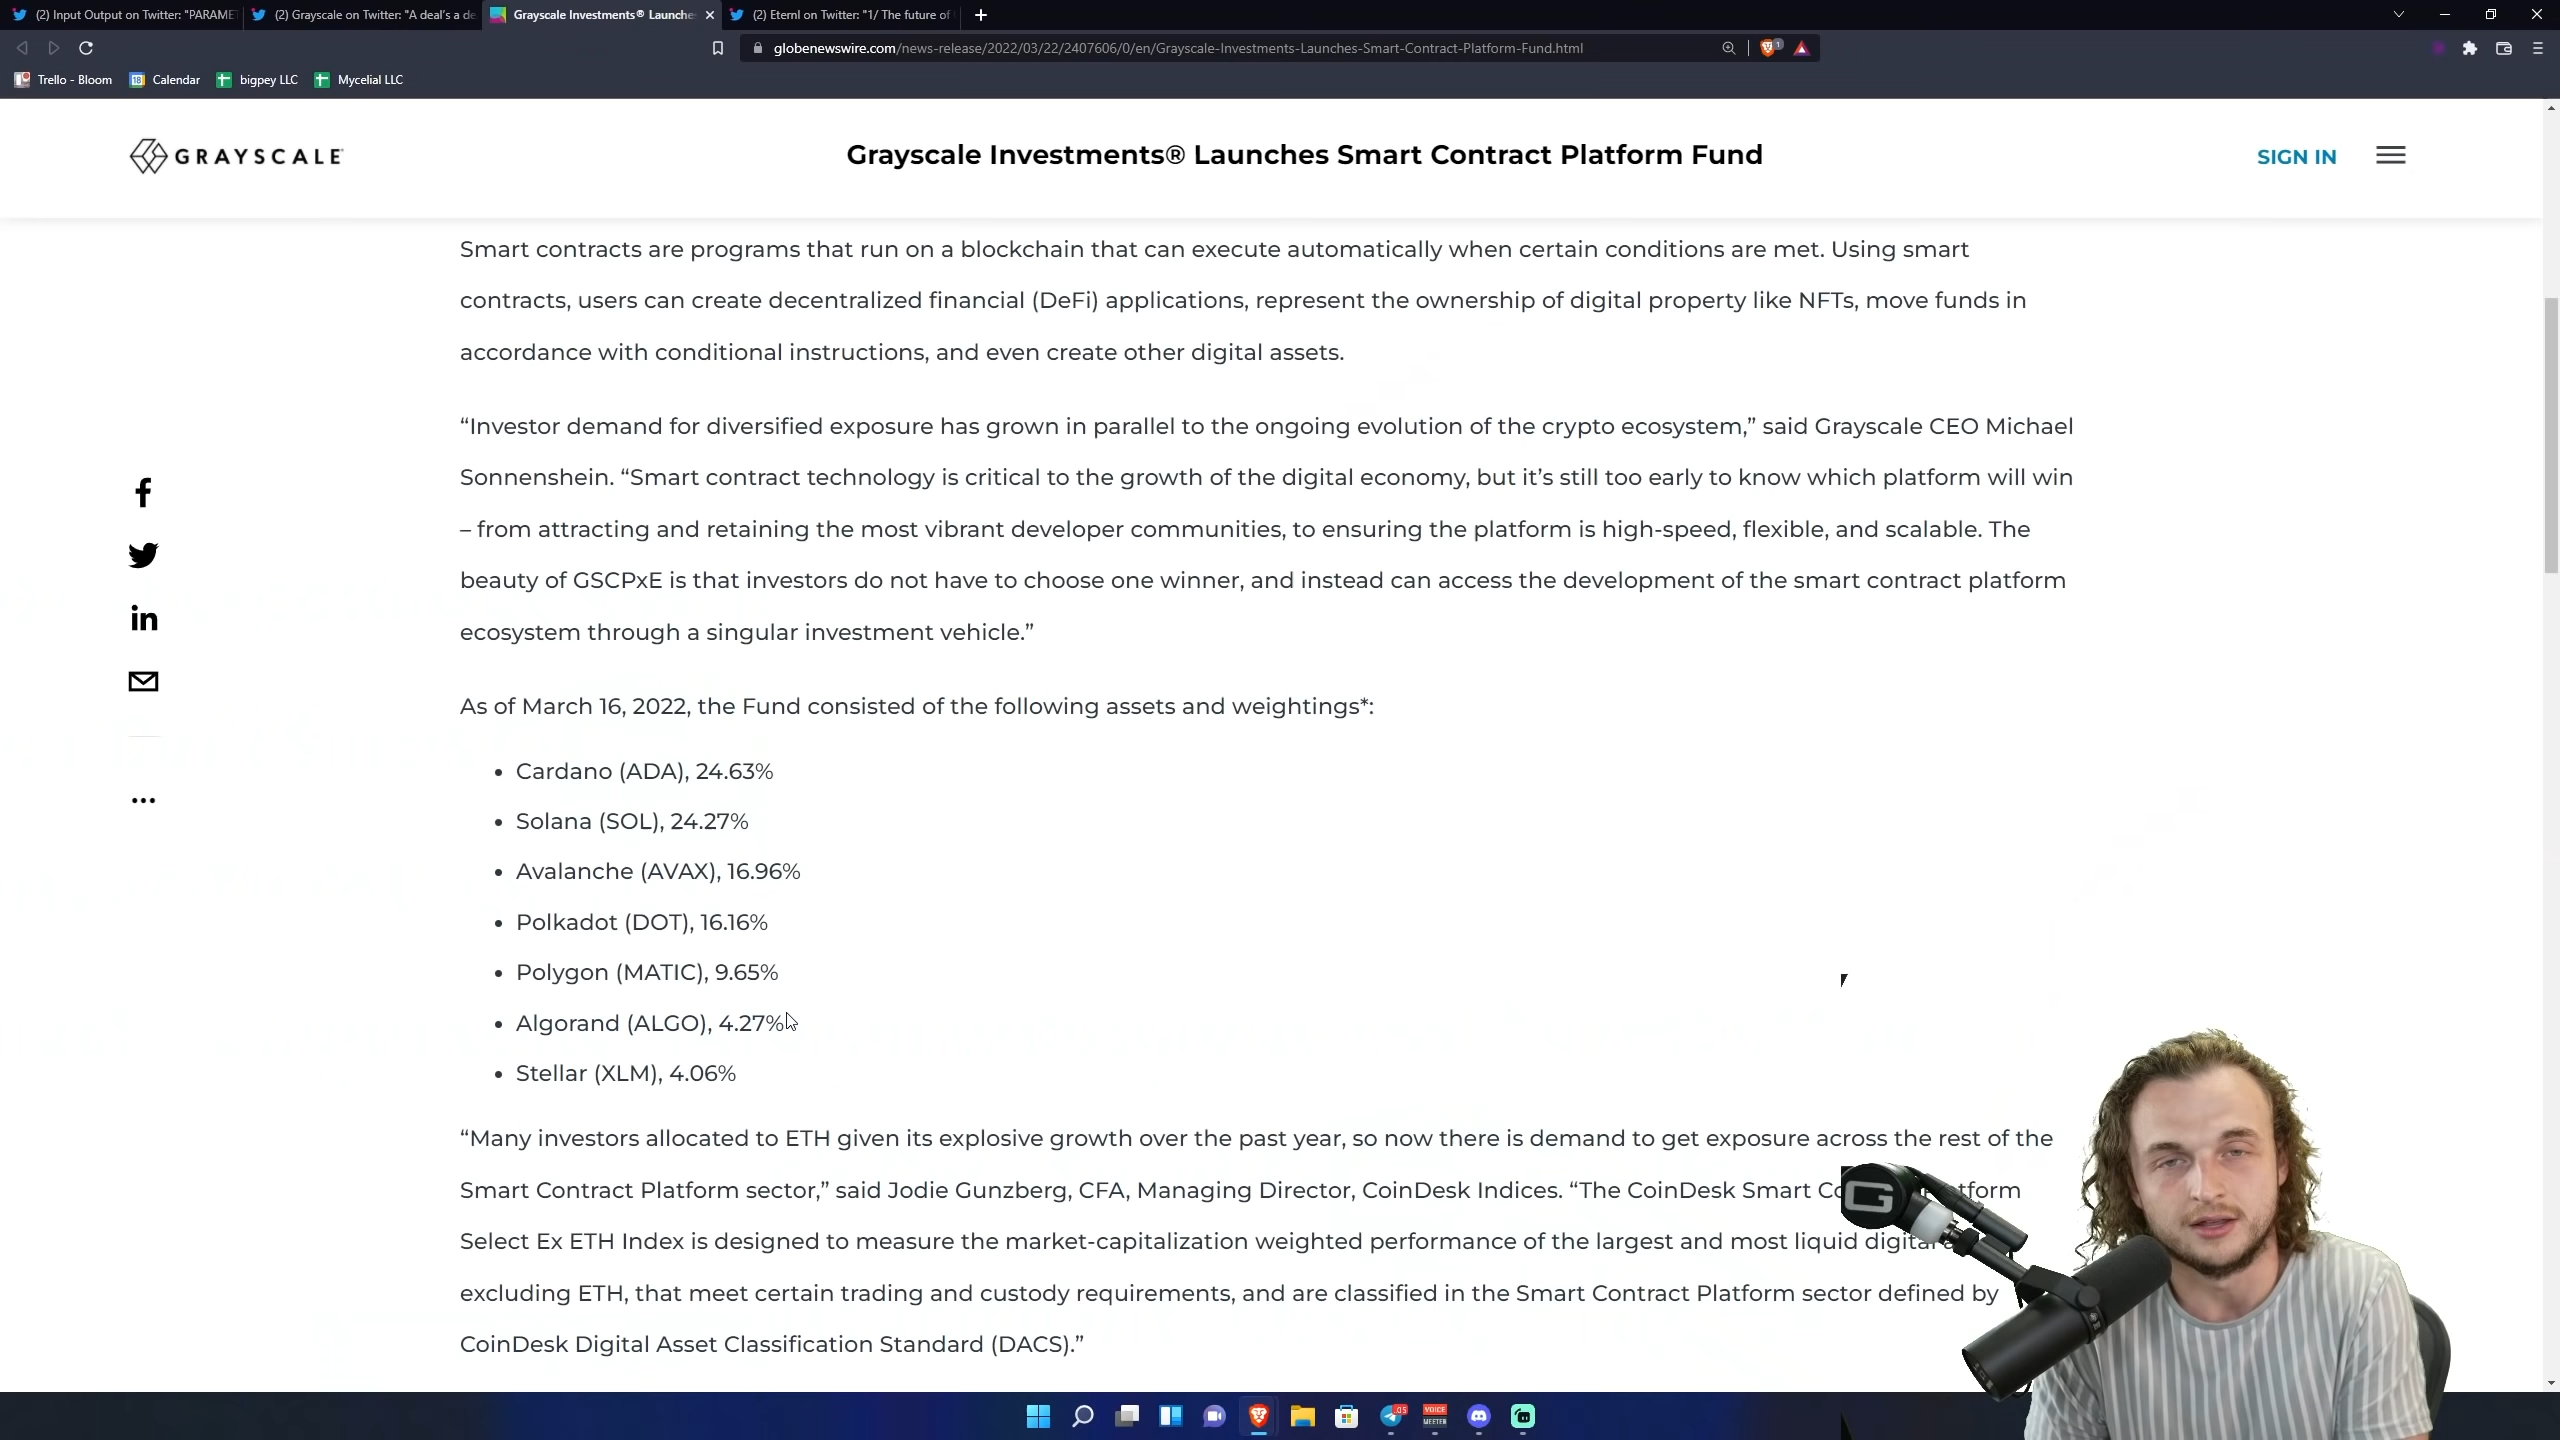 (2) Input Output on Twitter: "PARAME
(2) Grayscale on Twitter: "A deal's a de
Grayscale Investments® Launche
(2) Eternl on Twitter: "1/ The future of
globenewswire.com/news-release/2022/03/22/2407606/0/en/Grayscale-Investments-Launches-Smart-Contract-Platform-Fund.html
1
Trello - Bloom
18 Calendar
bigpey LLC
Mycelial LLC
GRAYSCALE
Grayscale Investments® Launches Smart Contract Platform Fund
SIGN IN
Smart contracts are programs that run on a blockchain that can execute automatically when certain conditions are met. Using smart
contracts, users can create decentralized financial (DeFi) applications, represent the ownership of digital property like NFTs, move funds in
accordance with conditional instructions, and even create other digital assets.
“Investor demand for diversified exposure has grown in parallel to the ongoing evolution of the crypto ecosystem,” said Grayscale CEO Michael
Sonnenshein. “Smart contract technology is critical to the growth of the digital economy, but it’s still too early to know which platform will win
– from attracting and retaining the most vibrant developer communities, to ensuring the platform is high-speed, flexible, and scalable. The
beauty of GSCPxE is that investors do not have to choose one winner, and instead can access the development of the smart contract platform
ecosystem through a singular investment vehicle.”
As of March 16, 2022, the Fund consisted of the following assets and weightings*:
• Cardano (ADA), 24.63%
• Solana (SOL), 24.27%
• Avalanche (AVAX), 16.96%
• Polkadot (DOT), 16.16%
• Polygon (MATIC), 9.65%
• Algorand (ALGO), 4.27%
• Stellar (XLM), 4.06%
“Many investors allocated to ETH given its explosive growth over the past year, so now there is demand to get exposure across the rest of the
Smart Contract Platform sector,” said Jodie Gunzberg, CFA, Managing Director, CoinDesk Indices. “The CoinDesk Smart Co tform
Select Ex ETH Index is designed to measure the market-capitalization weighted performance of the largest and most liquid digital a
excluding ETH, that meet certain trading and custody requirements, and are classified in the Smart Contract Platform sector defined by
CoinDesk Digital Asset Classification Standard (DACS).”
G
VOICE
MEETER